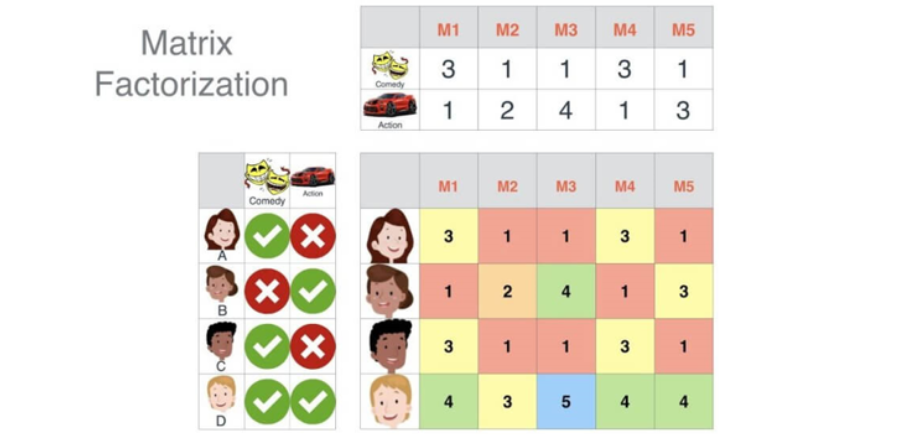 Matrix
Factorization
M1 M2 M3 M4 M5
Comedy 3 1 1 3 1
Action 1 2 4 1 3
Comedy Action
A
B
C
D
M1 M2 M3 M4 M5
3 1 1 3 1
1 2 4 1 3
3 1 1 3 1
4 3 5 4 4